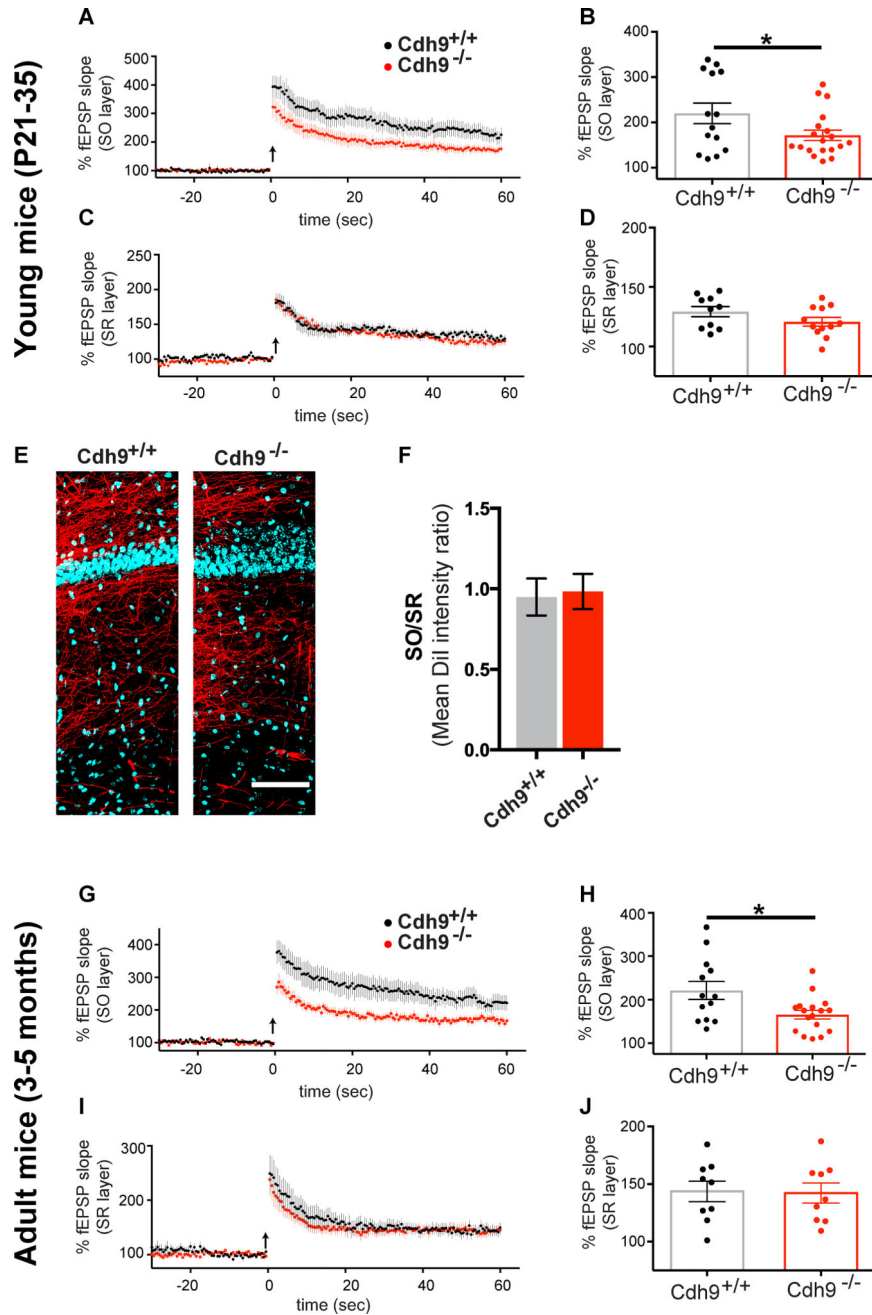 Young mice (P21-35)
A
% fEPSP slope
(SO layer)
500
400
300
200
100
-20
0
20
40
60
time (sec)
Cdh9+/+
Cdh9 -/-
B
% fEPSP slope
(SO layer)
400
300
200
100
*
Cdh9+/+
Cdh9 -/-
C
% fEPSP slope
(SR layer)
250
200
150
100
-20
0
20
40
60
time (sec)
D
% fEPSP slope
(SR layer)
200
150
100
Cdh9+/+
Cdh9 -/-
E
Cdh9+/+
Cdh9 -/-
F
SO/SR
(Mean DiI intensity ratio)
1.5
1.0
0.5
0.0
Cdh9+/+
Cdh9-/-
Adult mice (3-5 months)
G
% fEPSP slope
(SO layer)
400
300
200
100
-20
0
20
40
60
time (sec)
Cdh9+/+
Cdh9 -/-
H
% fEPSP slope
(SO layer)
400
300
200
100
*
Cdh9+/+
Cdh9 -/-
I
% fEPSP slope
(SR layer)
300
200
100
-20
0
20
40
60
time (sec)
J
% fEPSP slope
(SR layer)
200
150
100
Cdh9+/+
Cdh9 -/-